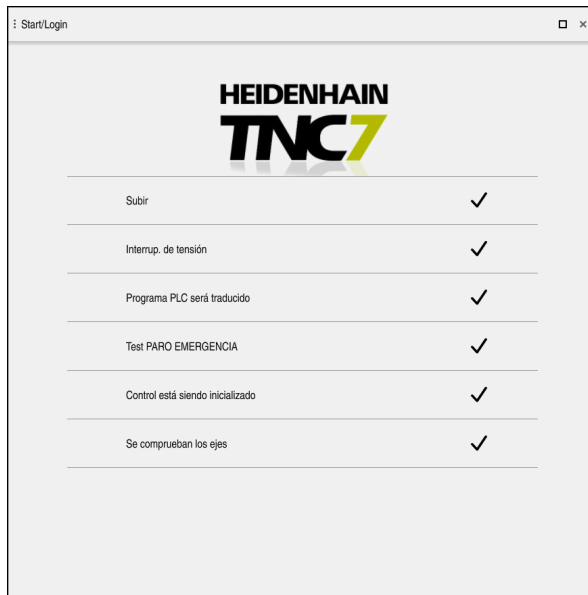 Start/Login
HEIDENHAIN
TNC7
Subir
Interrup. de tensión
Programa PLC será traducido
Test PARO EMERGENCIA
Control está siendo inicializado
Se comprueban los ejes